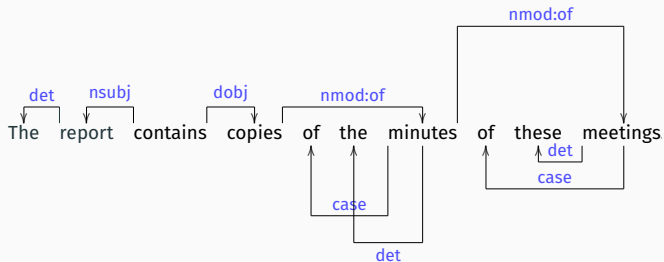 nmod:of
det nsubj dobj nmod:of
The report contains copies of the minutes of these meetings.
det
case
case
det